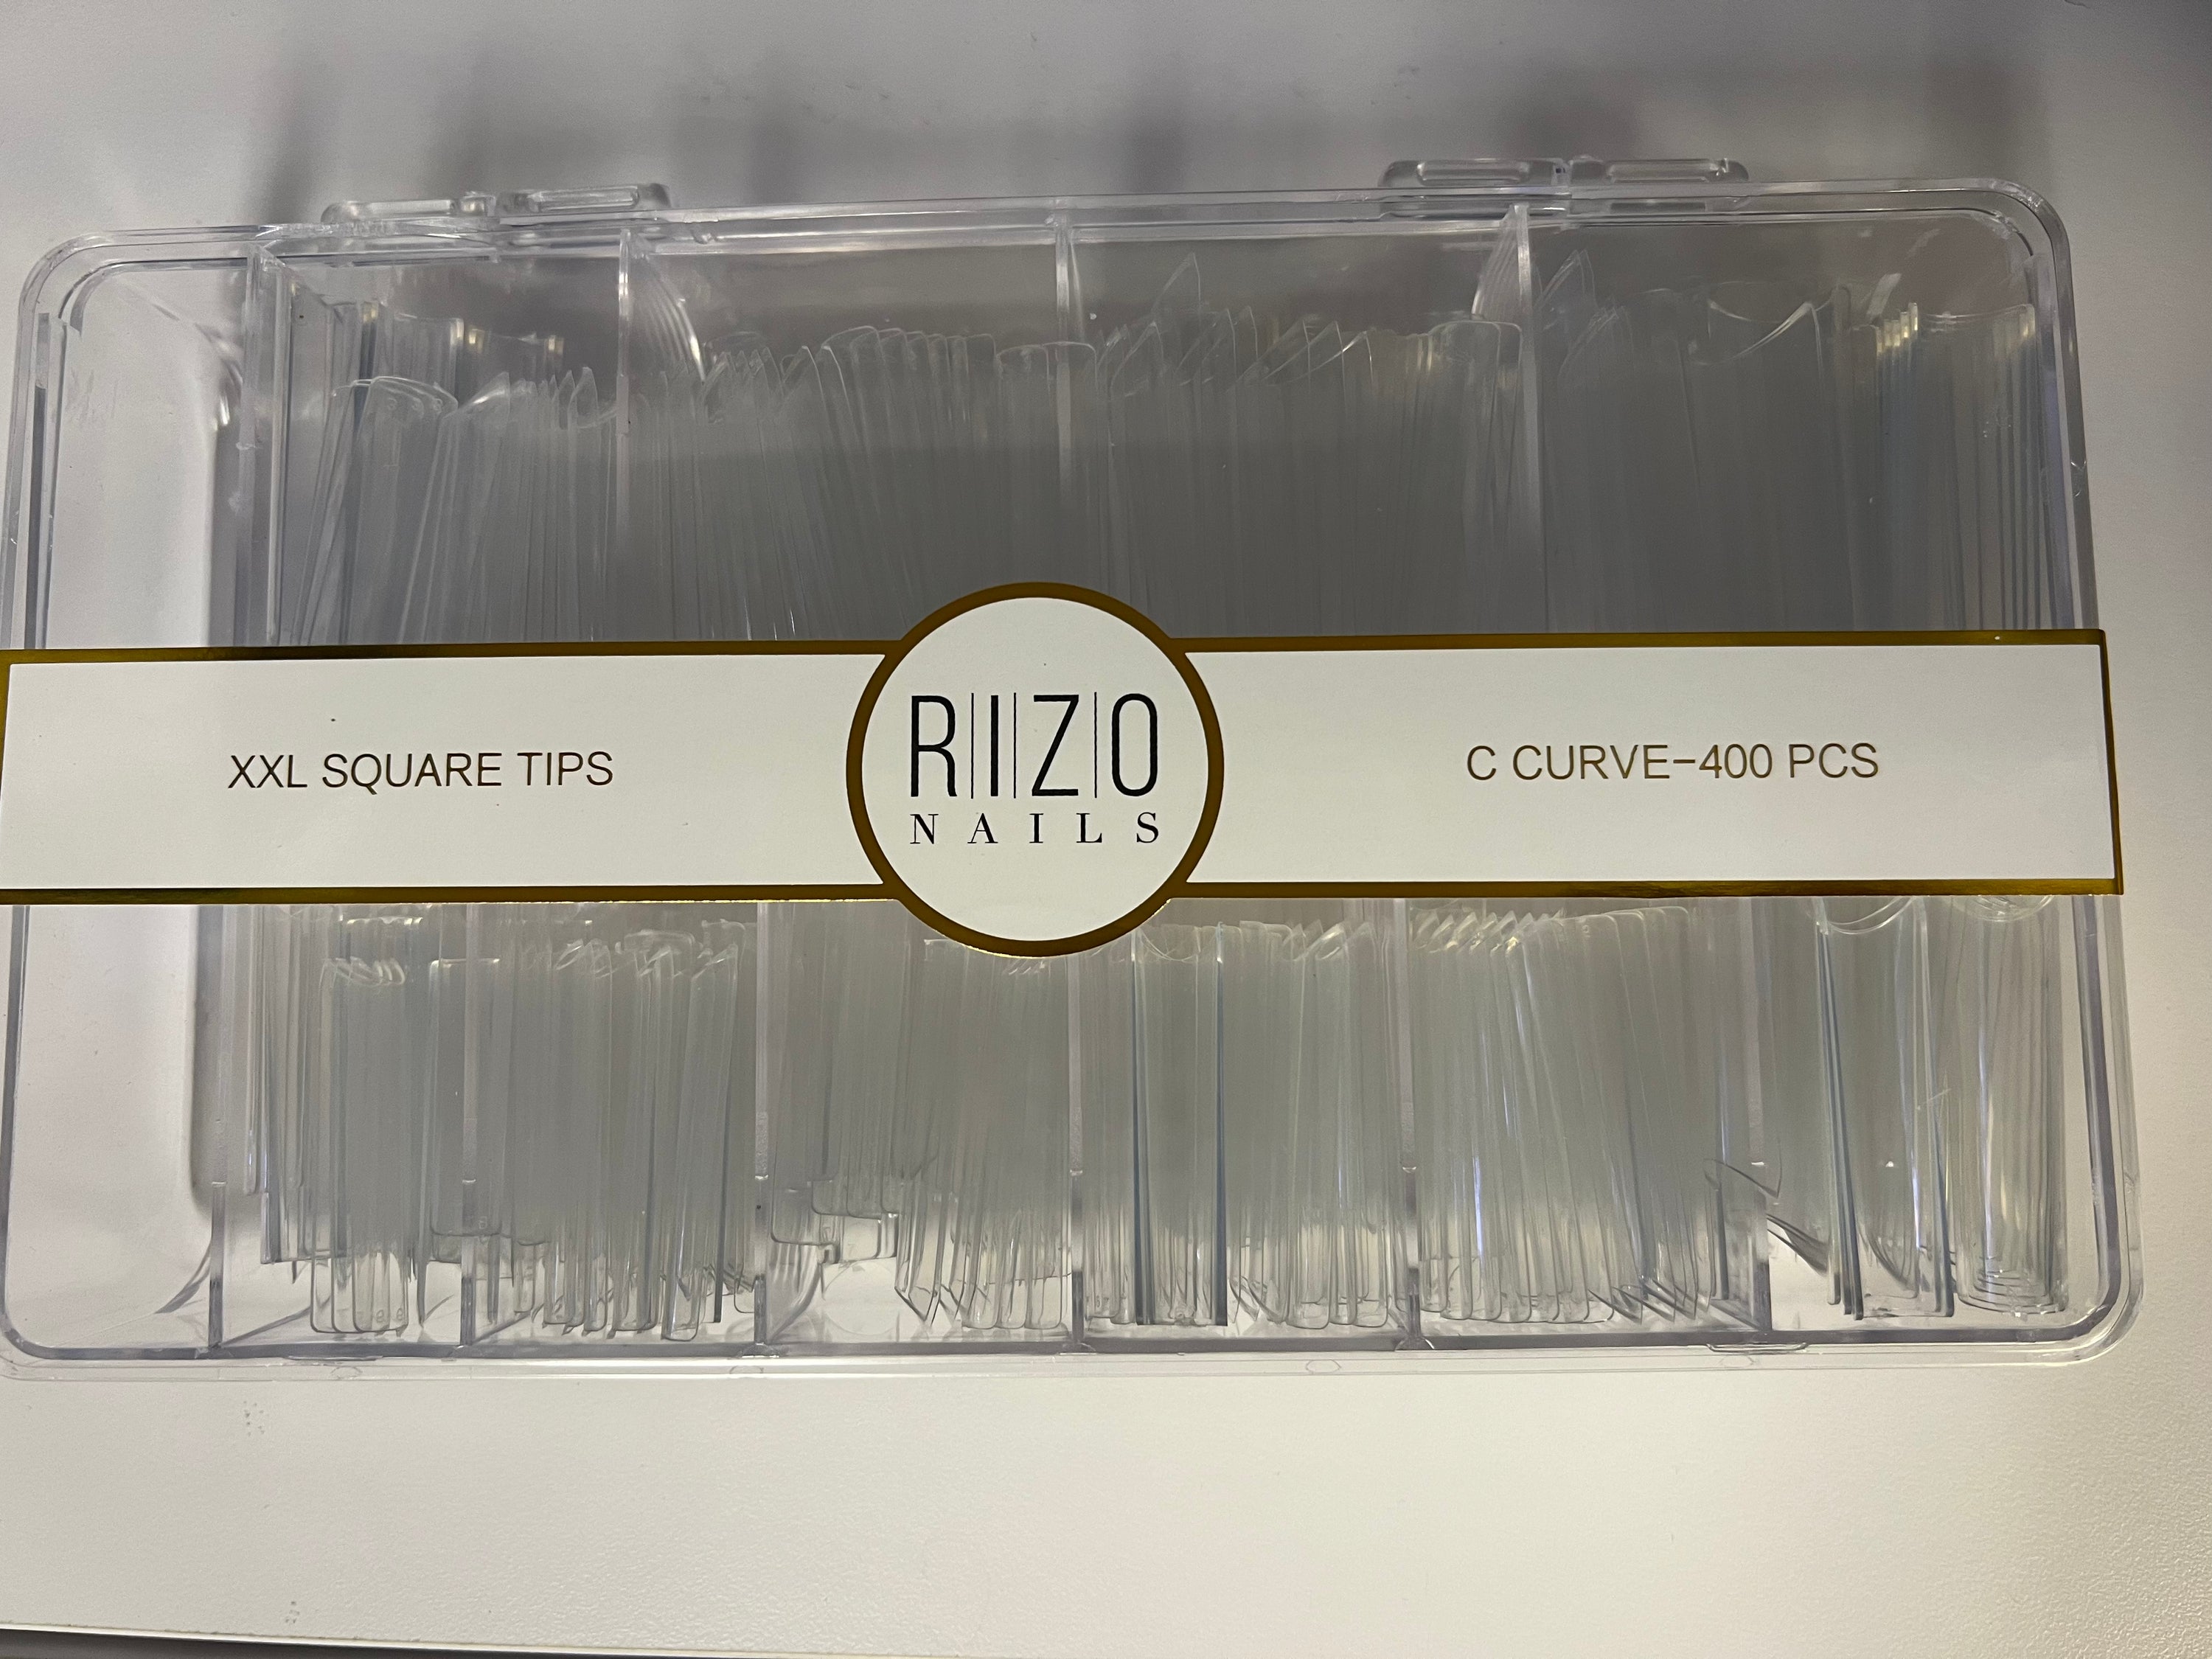 XXL SQUARE TIPS
RIZO
NAILS
C CURVE-400 PCS